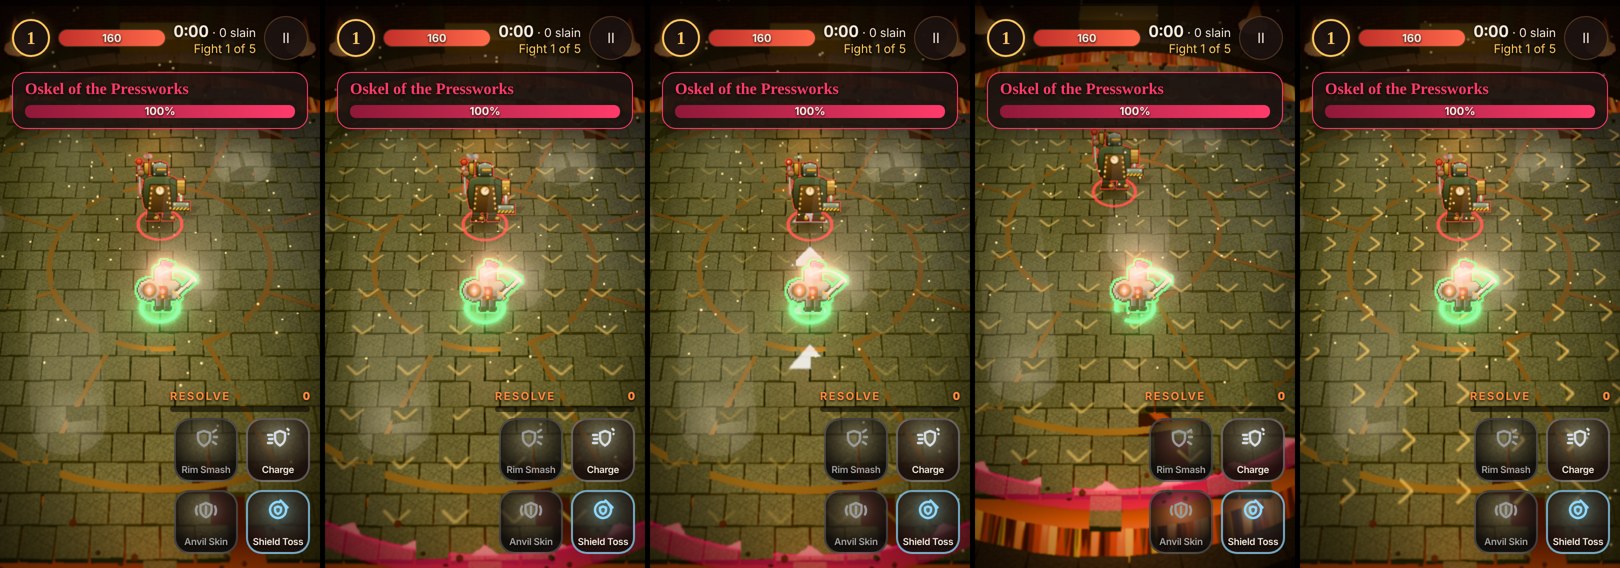 1
160
0:00 · 0 slain
Fight 1 of 5
Oskel of the Pressworks
100%
RESOLVE 0
Rim Smash
Charge
Anvil Skin
Shield Toss
1
160
0:00 · 0 slain
Fight 1 of 5
Oskel of the Pressworks
100%
RESOLVE 0
Rim Smash
Charge
Anvil Skin
Shield Toss
1
160
0:00 · 0 slain
Fight 1 of 5
Oskel of the Pressworks
100%
RESOLVE 0
Rim Smash
Charge
Anvil Skin
Shield Toss
1
160
0:00 · 0 slain
Fight 1 of 5
Oskel of the Pressworks
100%
RESOLVE 0
Rim Smash
Charge
Anvil Skin
Shield Toss
1
160
0:00 · 0 slain
Fight 1 of 5
Oskel of the Pressworks
100%
RESOLVE 0
Rim Smash
Charge
Anvil Skin
Shield Toss